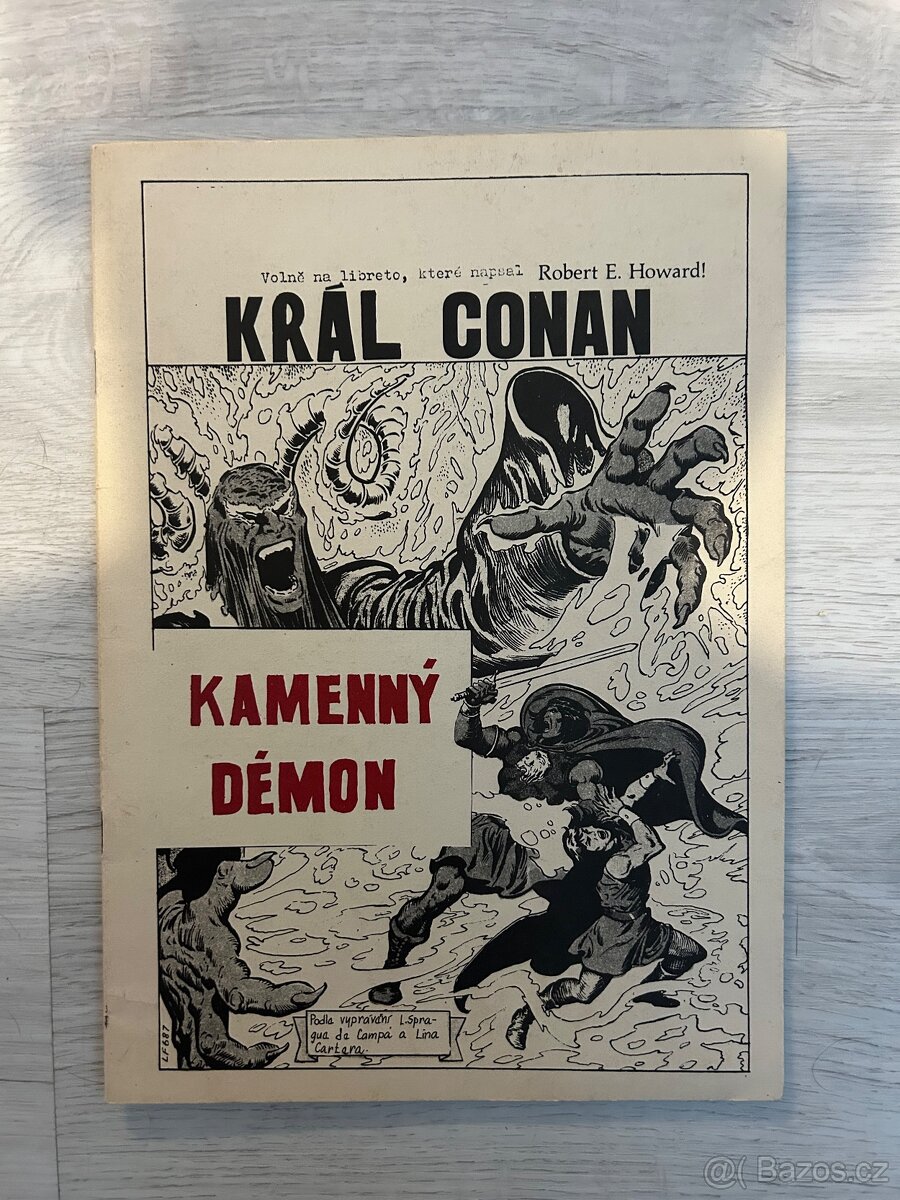 Volně na libreto, které napsal Robert E. Howard!
KRÁL CONAN
KAMENNÝ
DÉMON
Podle vyprávění L.Spra-
gua de Campa a Lina
Cartera.
LF687
@( Bazos.cz